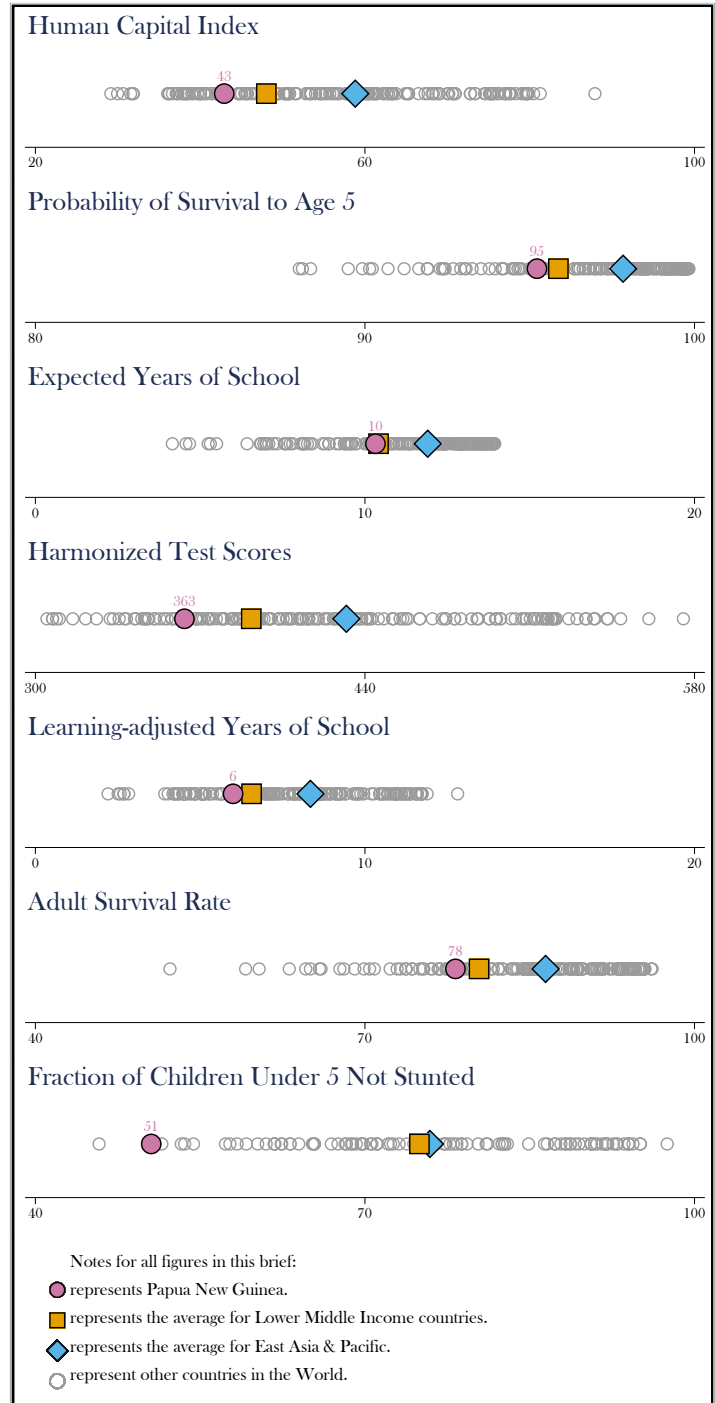 Human Capital Index
43
20 60 100
Probability of Survival to Age 5
95
80 90 100
Expected Years of School
10
0 10 20
Harmonized Test Scores
363
300 440 580
Learning-adjusted Years of School
6
0 10 20
Adult Survival Rate
78
40 70 100
Fraction of Children Under 5 Not Stunted
51
40 70 100
Notes for all figures in this brief:
represents Papua New Guinea.
represents the average for Lower Middle Income countries.
represents the average for East Asia & Pacific.
represent other countries in the World.